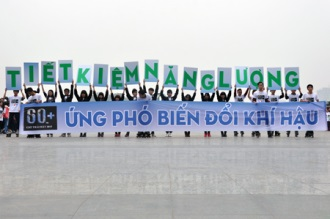 TIẾT KIỆM NĂNG LƯỢNG
60+
ỨNG PHÓ BIẾN ĐỔI KHÍ HẬU